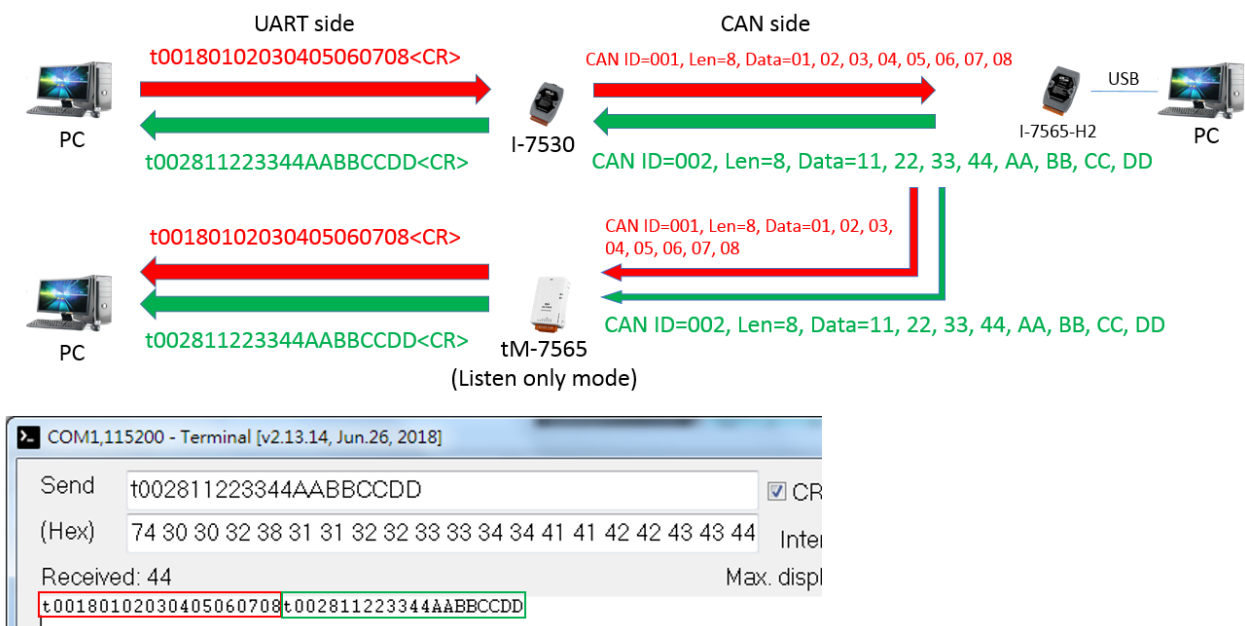 UART side
CAN side
t001801020304050607​08<CR>
CAN ID=001, Len=8, Data=01, 02, 03, 04, 05, 06, 07, 08
USB
PC
I-7530
I-7565-H2
PC
t002811223344AABBCCDD<CR>
CAN ID=002, Len=8, Data=11, 22, 33, 44, AA, BB, CC, DD
t00180102030405060708<CR>
CAN ID=001, Len=8, Data=01, 02, 03,
04, 05, 06, 07, 08
t002811223344AABBCCDD<CR>
CAN ID=002, Len=8, Data=11, 22, 33, 44, AA, BB, CC, DD
PC
tM-7565
(Listen only mode)
COM1,115200 - Terminal [v2.13.14, Jun.26, 2018]
Send
t002811223344AABBCCDD
CR
(Hex)
74 30 30 32 38 31 31 32 32 33 33 34 34 41 41 42 42 43 43 44
Inter
Received: 44
Max. displ
t00180102030405060708t002811223344AABBCCDD